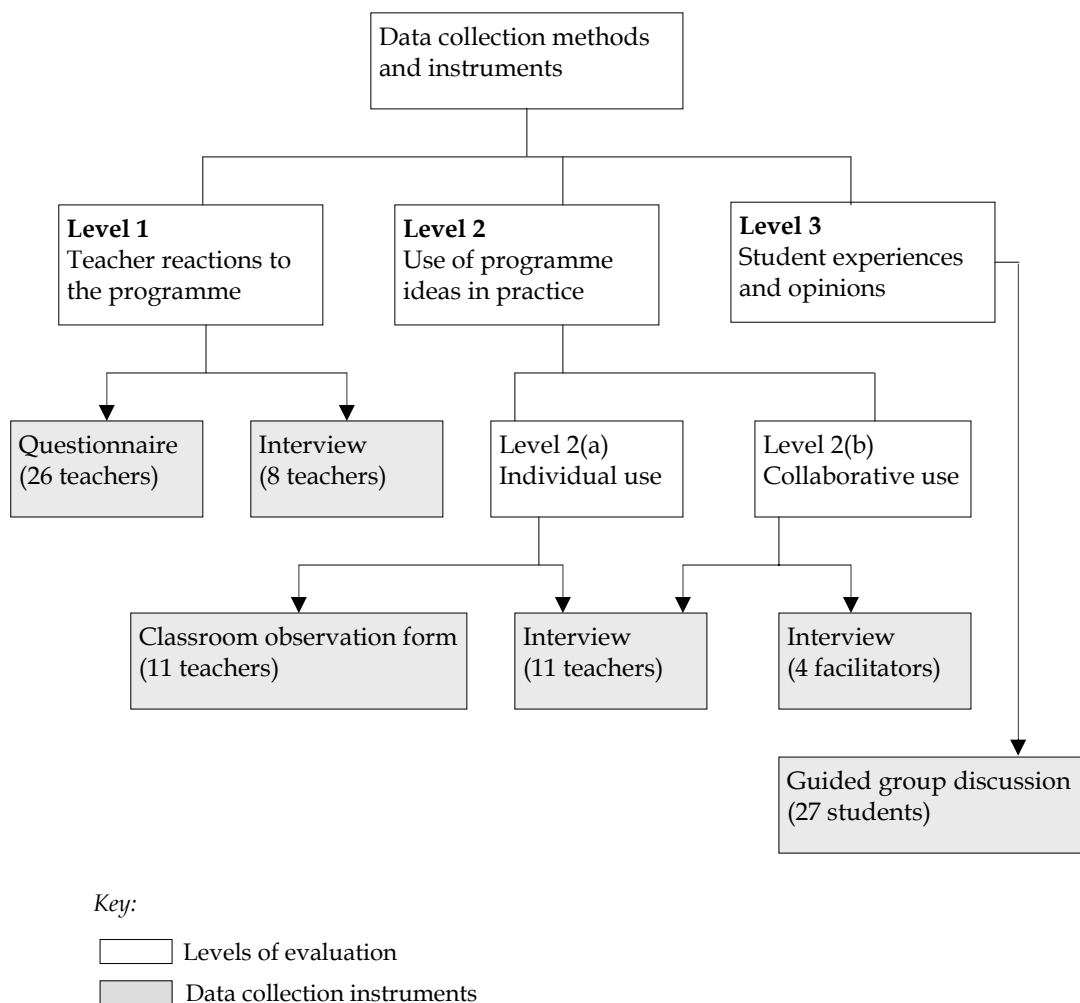 Data collection methods
and instruments
Level 1
Teacher reactions to
the programme
Level 2
Use of programme
ideas in practice
Level 3
Student experiences
and opinions
Questionnaire
(26 teachers)
Interview
(8 teachers)
Level 2(a)
Individual use
Level 2(b)
Collaborative use
Classroom observation form
(11 teachers)
Interview
(11 teachers)
Interview
(4 facilitators)
Guided group discussion
(27 students)
Key:
Levels of evaluation
Data collection instruments